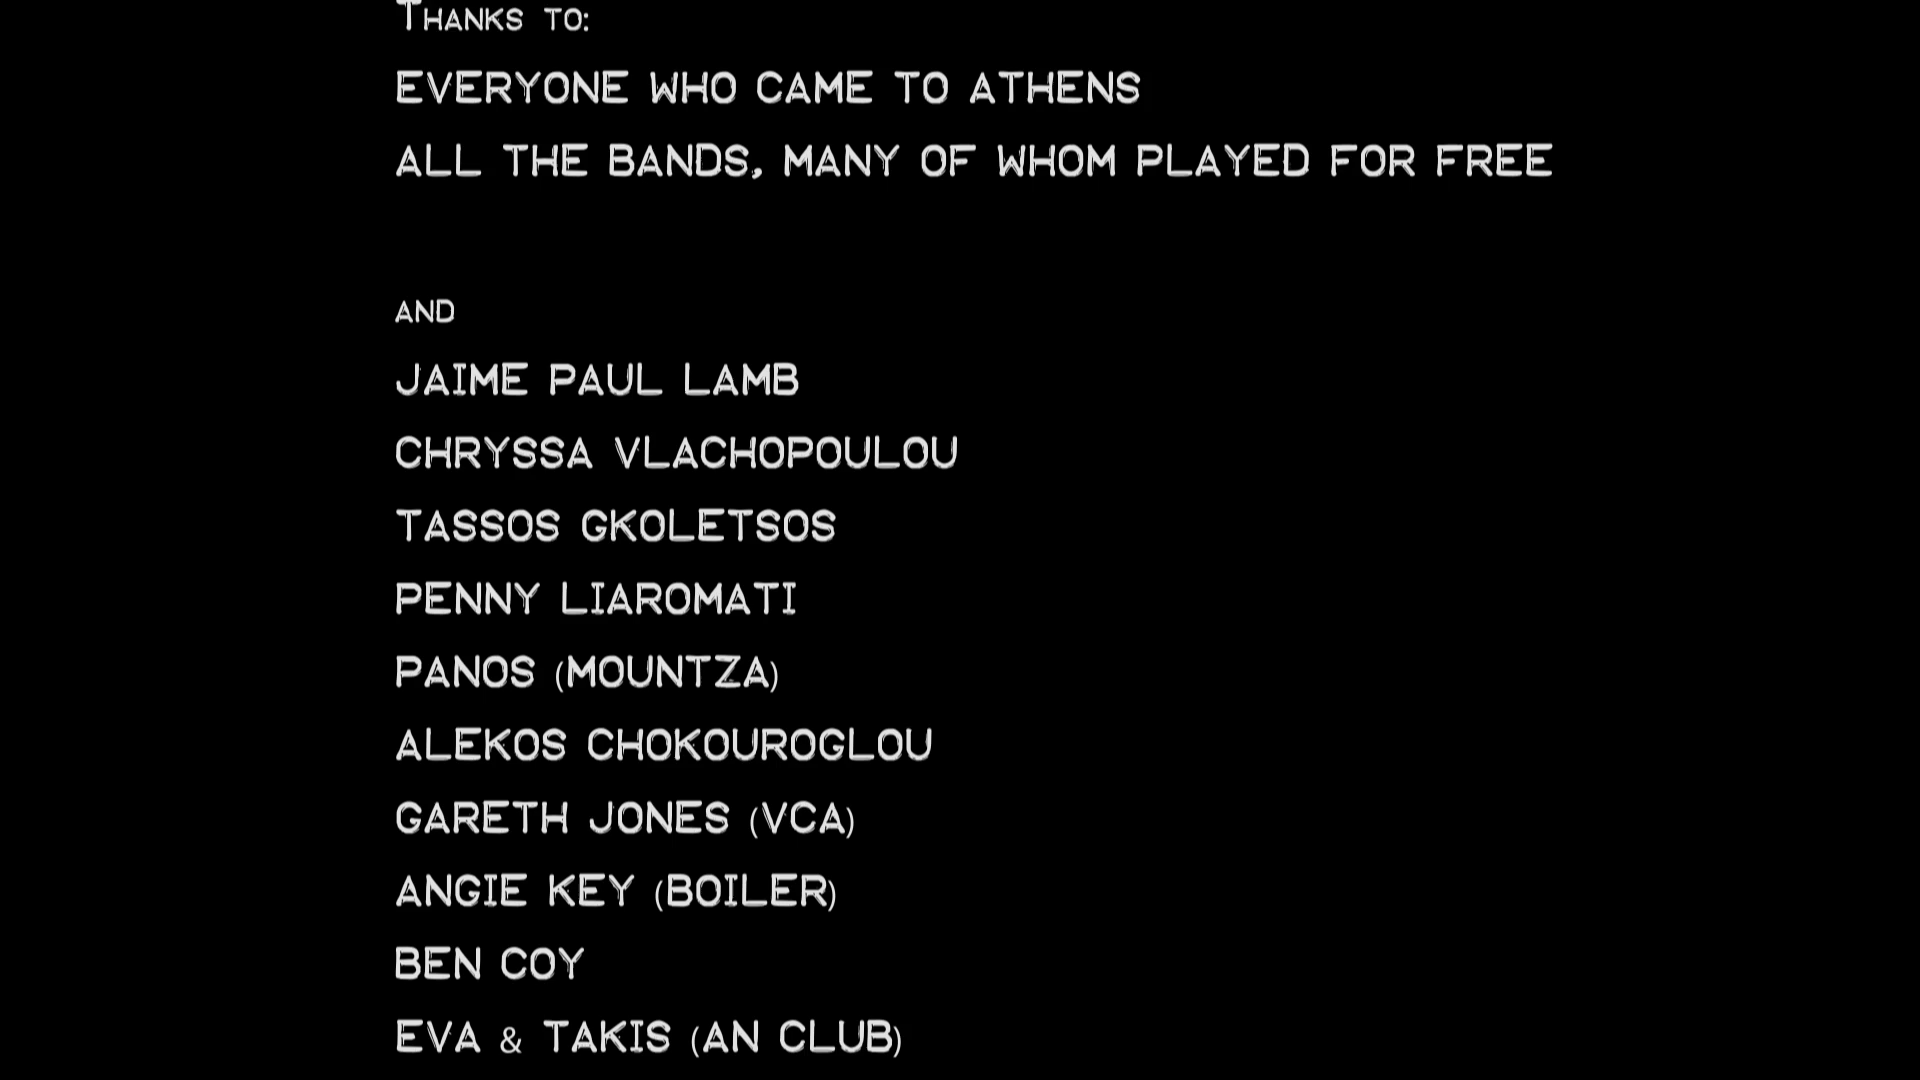 Thanks to:
EVERYONE WHO CAME TO ATHENS
ALL THE BANDS, MANY OF WHOM PLAYED FOR FREE
AND
JAIME PAUL LAMB
CHRYSSA VLACHOPOULOU
TASSOS GKOLETSOS
PENNY LIAROMATI
PANOS (MOUNTZA)
ALEKOS CHOKOUROGLOU
GARETH JONES (VCA)
ANGIE KEY (BOILER)
BEN COY
EVA & TAKIS (AN CLUB)